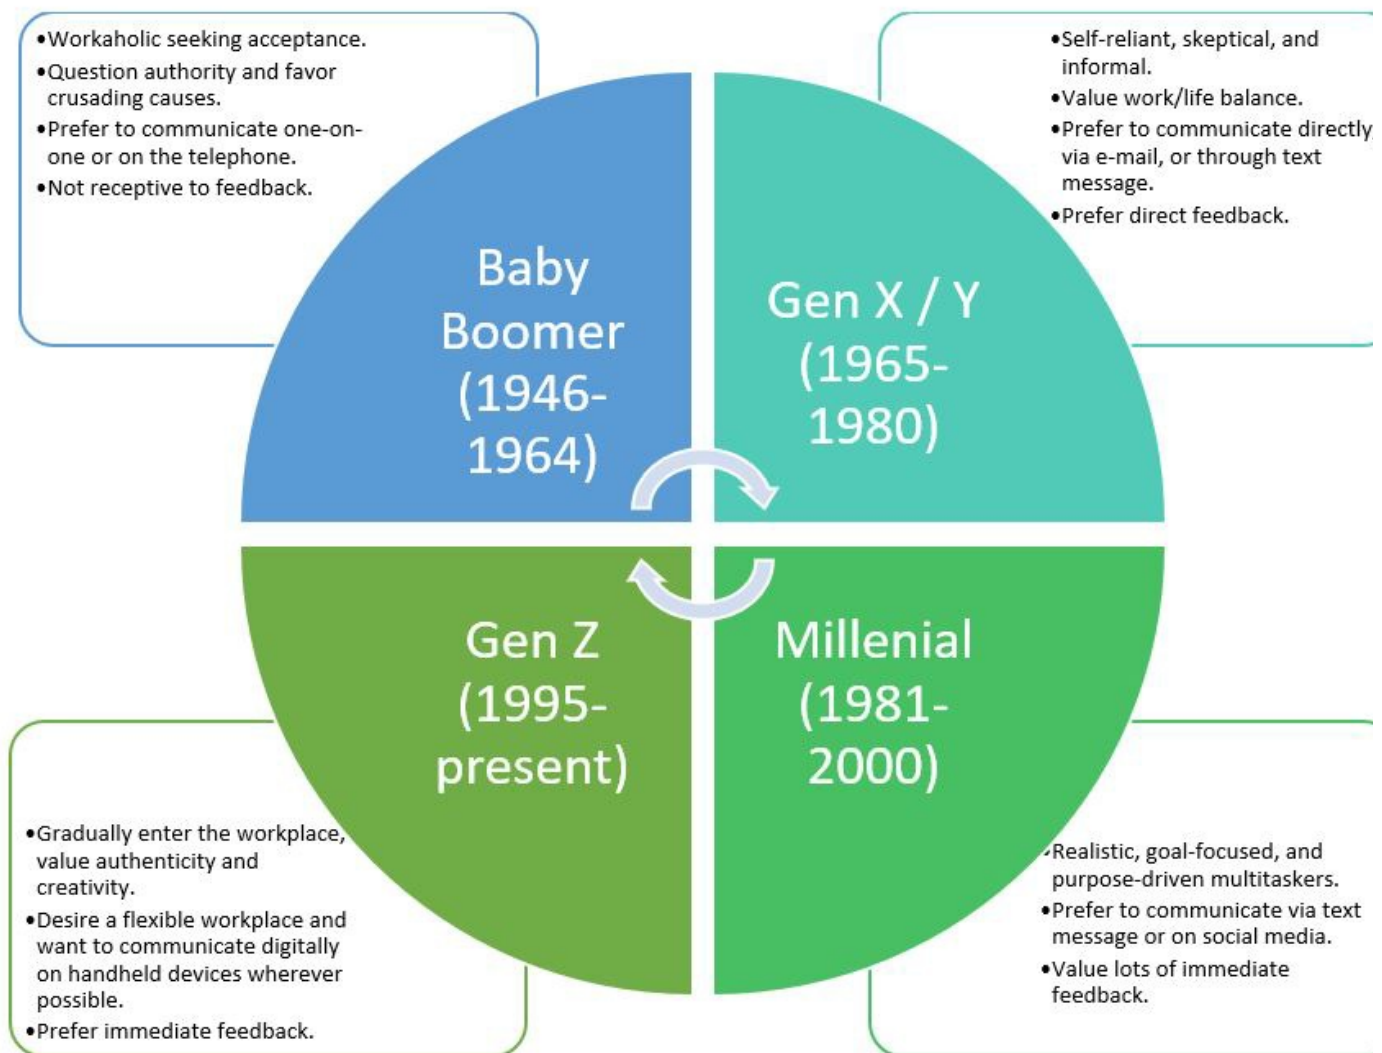 •Workaholic seeking acceptance.
•Question authority and favor
crusading causes.
•Prefer to communicate one-on-
one or on the telephone.
•Not receptive to feedback.
•Self-reliant, skeptical, and
informal.
•Value work/life balance.
•Prefer to communicate directly,
via e-mail, or through text
message.
•Prefer direct feedback.
Baby
Boomer
(1946-
1964)
Gen X / Y
(1965-
1980)
Gen Z
(1995-
present)
Millenial
(1981-
2000)
•Gradually enter the workplace,
value authenticity and
creativity.
•Desire a flexible workplace and
want to communicate digitally
on handheld devices wherever
possible.
•Prefer immediate feedback.
•Realistic, goal-focused, and
purpose-driven multitaskers.
•Prefer to communicate via text
message or on social media.
•Value lots of immediate
feedback.